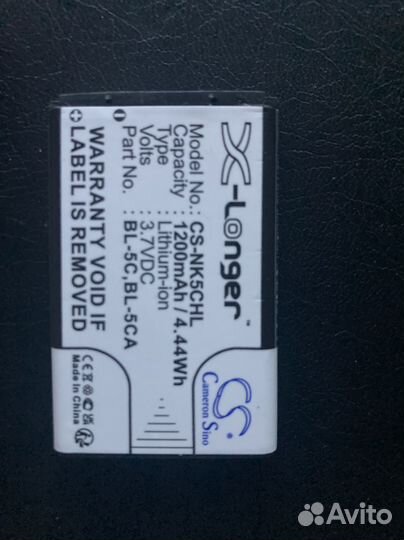 X-Longer
Model No.: CS-NK5CHL
Capacity : 1200mAh / 4.44Wh
Type : Lithium-ion
Volts : 3.7VDC
Part No.: BL-5C,BL-5CA
WARRANTY VOID IF
LABEL IS REMOVED
CS
Cameron Sino
Made In China
Avito